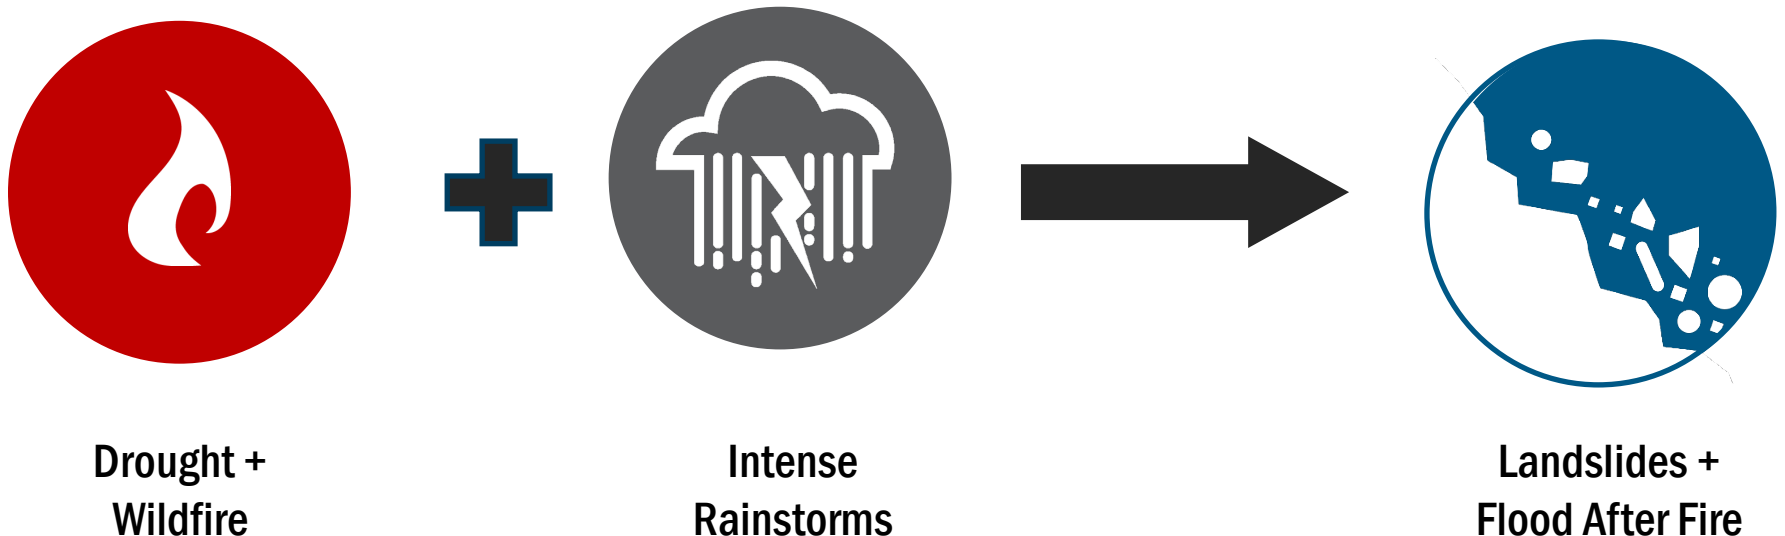 Drought +
Wildfire
Intense
Rainstorms
Landslides +
Flood After Fire